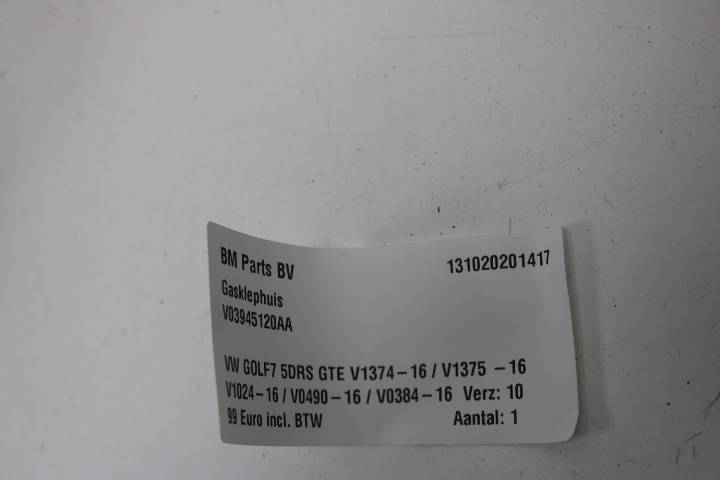 BM Parts BV 131020201417
Gasklephuis
V03945120AA
VW GOLF7 5DRS GTE V1374-16 / V1375 -16
V1024-16 / V0490-16 / V0384-16 Verz: 10
99 Euro incl. BTW Aantal: 1